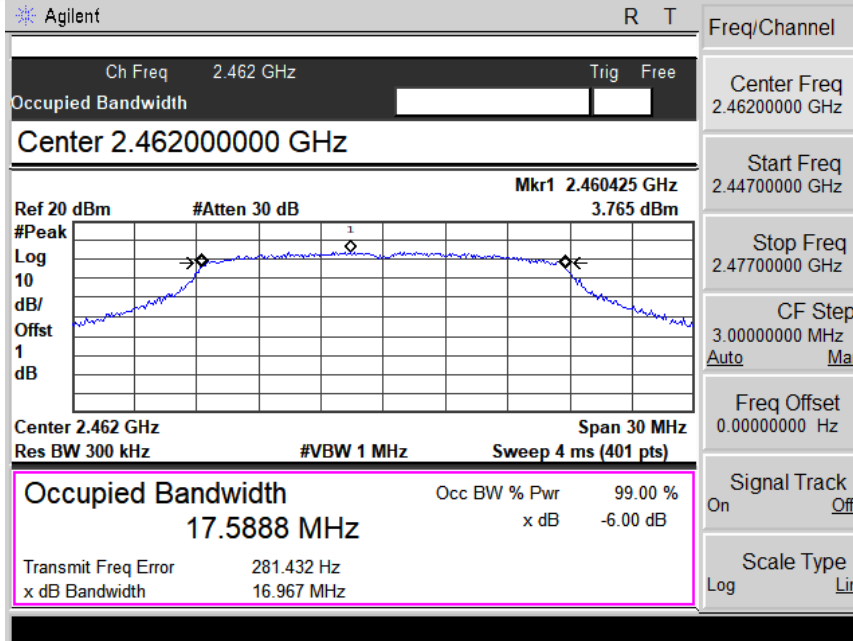 Agilent R T
Freq/Channel
Ch Freq 2.462 GHz Trig Free
Occupied Bandwidth
Center 2.462000000 GHz
Mkr1 2.460425 GHz
Ref 20 dBm #Atten 30 dB 3.765 dBm
#Peak
Log
10
dB/
Offst
1
dB
1
Center 2.462 GHz Span 30 MHz
Res BW 300 kHz #VBW 1 MHz Sweep 4 ms (401 pts)
Occupied Bandwidth Occ BW % Pwr 99.00 %
17.5888 MHz x dB -6.00 dB
Transmit Freq Error 281.432 Hz
x dB Bandwidth 16.967 MHz
Center Freq
2.46200000 GHz
Start Freq
2.44700000 GHz
Stop Freq
2.47700000 GHz
CF Step
3.00000000 MHz
Auto Ma
Freq Offset
0.00000000 Hz
Signal Track
On Off
Scale Type
Log Lin